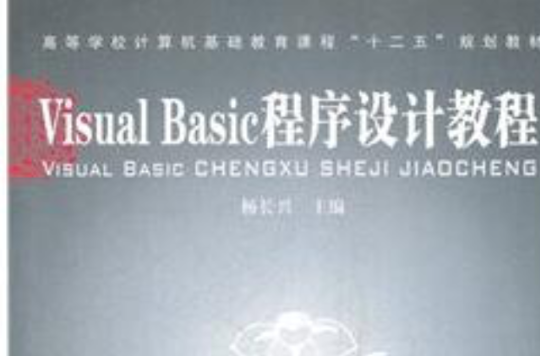 高等学校计算机基础教育课程“十二五”规划教材
Visual Basic程序设计教程
VISUAL BASIC CHENGXU SHEJI JIAOCHENG
杨长兴 主编